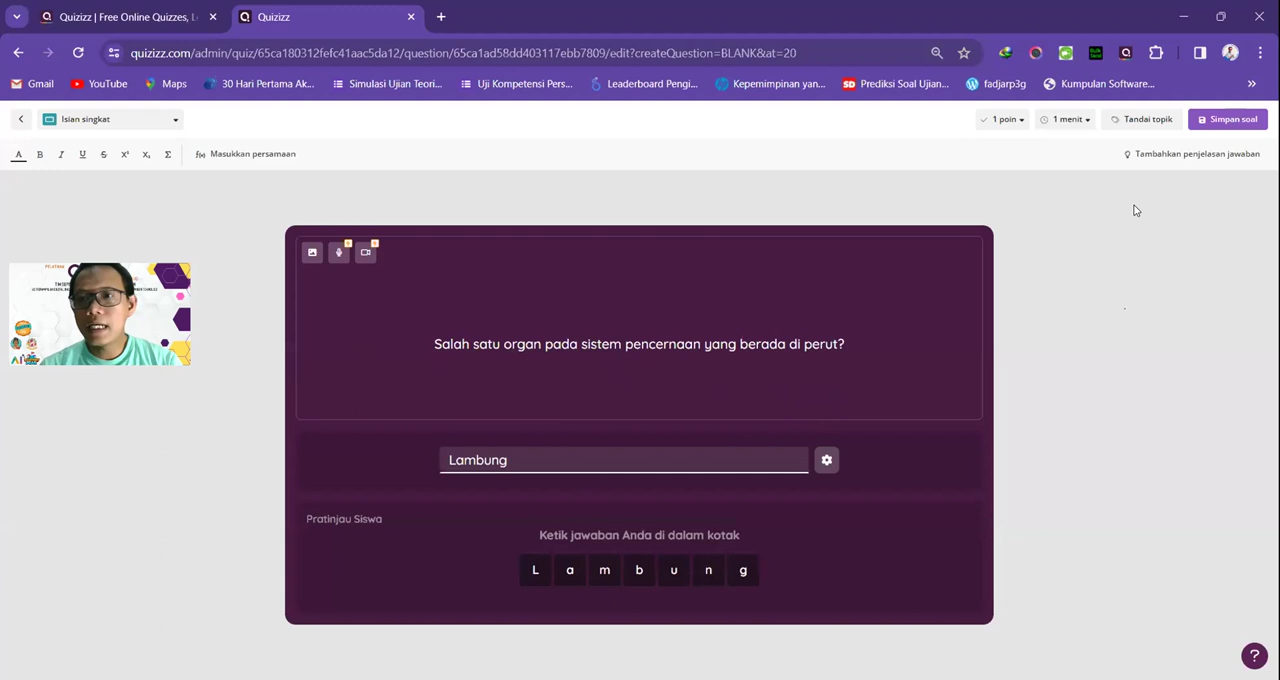 Quizizz | Free Online Quizzes, L
Quizizz
quizizz.com/admin/quiz/65ca180312fefc41aac5da12/question/65ca1ad58dd403117ebb7809/edit?createQuestion=BLANK&at=20
Gmail
YouTube
Maps
30 Hari Pertama Ak...
Simulasi Ujian Teori...
Uji Kompetensi Pers...
Leaderboard Pengi...
Kepemimpinan yan...
Prediksi Soal Ujian...
fadjarp3g
Kumpulan Software...
Isian singkat
1 poin
1 menit
Tandai topik
Simpan soal
A B I U S X² X₂ Σ
f(x) Masukkan persamaan
Tambahkan penjelasan jawaban
Salah satu organ pada sistem pencernaan yang berada di perut?
PELATIHAN
Lambung
Pratinjau Siswa
Ketik jawaban Anda di dalam kotak
L a m b u n g
?